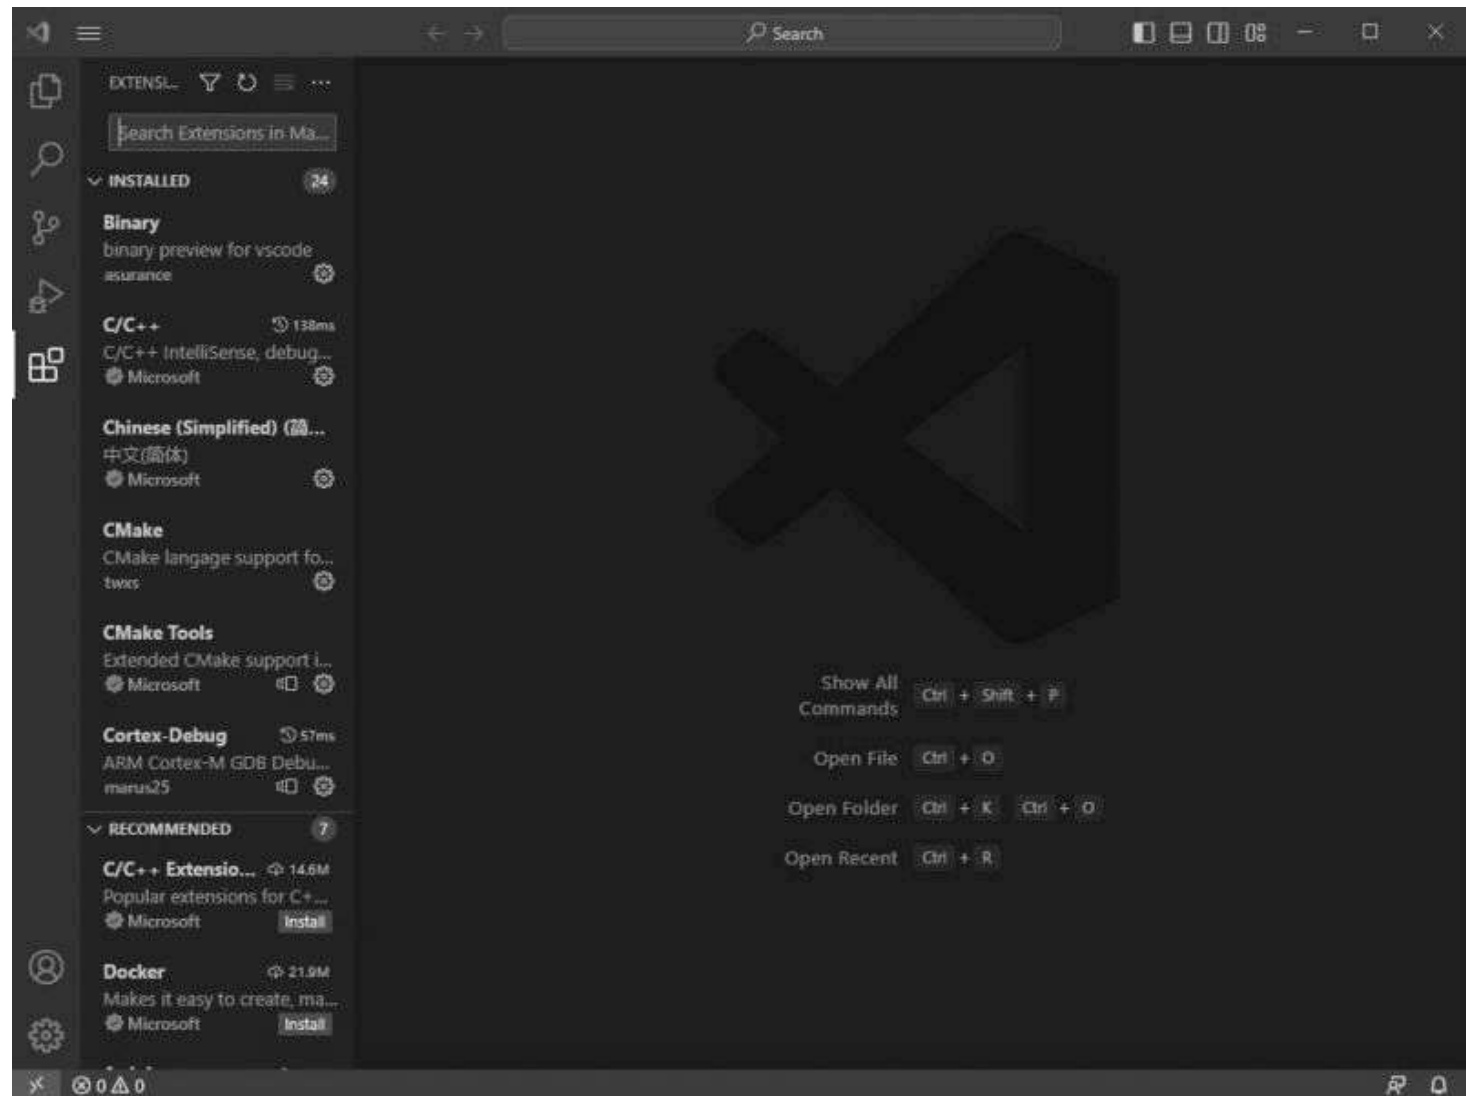 Search
EXTENSI...
Search Extensions in Ma...
INSTALLED 24
Binary
binary preview for vscode
asurance
C/C++ 138ms
C/C++ IntelliSense, debug...
Microsoft
Chinese (Simplified) (简...
中文(简体)
Microsoft
CMake
CMake langage support fo...
twxs
CMake Tools
Extended CMake support i...
Microsoft
Cortex-Debug 57ms
ARM Cortex-M GDB Debu...
marus25
RECOMMENDED 7
C/C++ Extensio... 14.6M
Popular extensions for C+...
Microsoft Install
Docker 21.9M
Makes it easy to create, ma...
Microsoft Install
Show All
Commands Ctrl + Shift + P
Open File Ctrl + O
Open Folder Ctrl + K Ctrl + O
Open Recent Ctrl + R
0 0